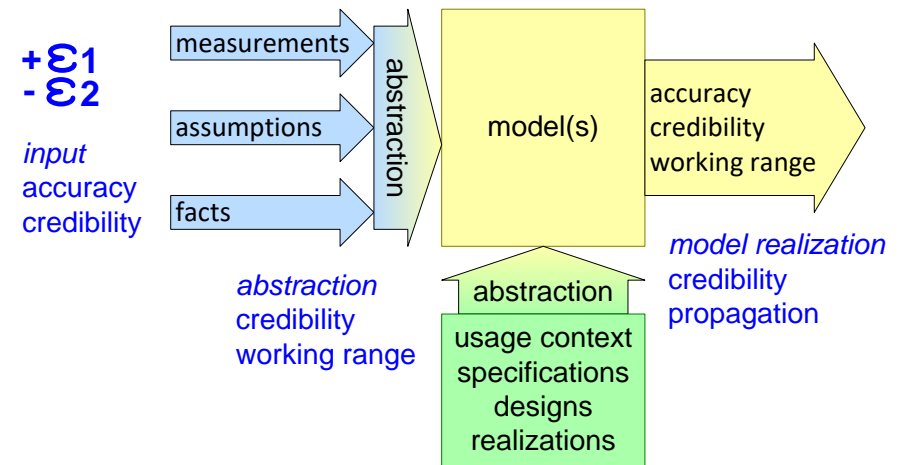 +ε1
- ε2
input
accuracy
credibility
measurements
assumptions
facts
abstraction
abstraction
credibility
working range
model(s)
accuracy
credibility
working range
model realization
credibility
propagation
abstraction
usage context
specifications
designs
realizations